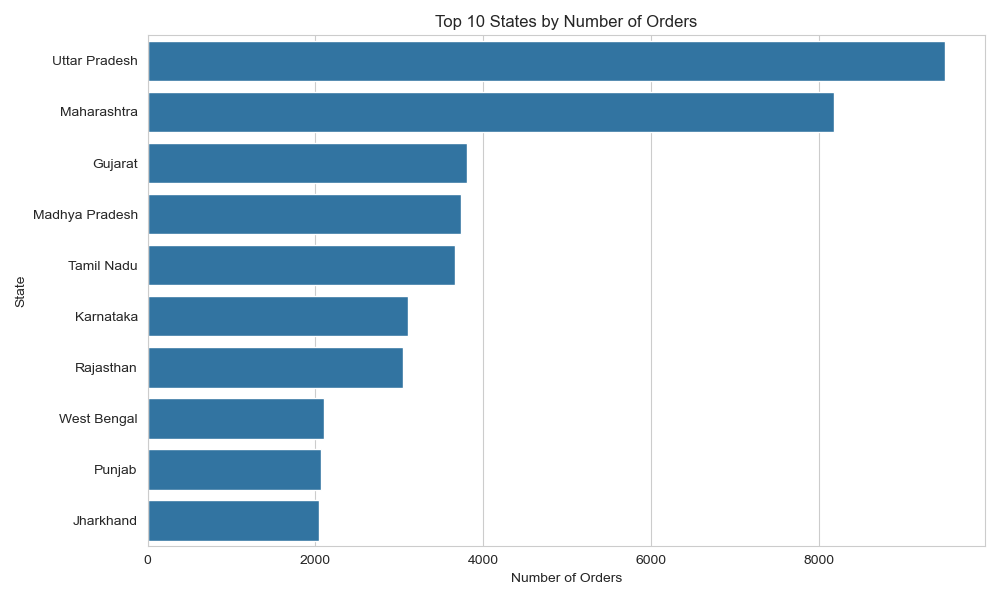 Top 10 States by Number of Orders
Uttar Pradesh
Maharashtra
Gujarat
Madhya Pradesh
Tamil Nadu
Karnataka
Rajasthan
West Bengal
Punjab
Jharkhand
State
0 2000 4000 6000 8000
Number of Orders